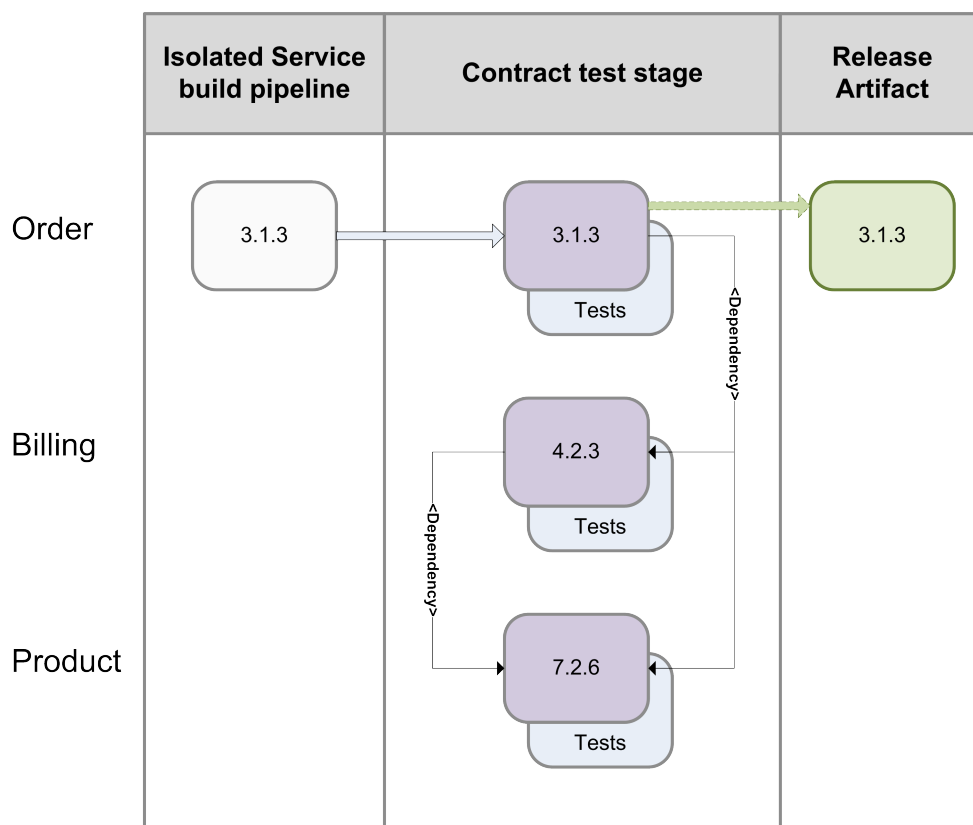 Isolated Service
build pipeline
Contract test stage
Release
Artifact
Order
3.1.3
3.1.3
3.1.3
Tests
<Dependency>
Billing
4.2.3
Tests
<Dependency>
Product
7.2.6
Tests